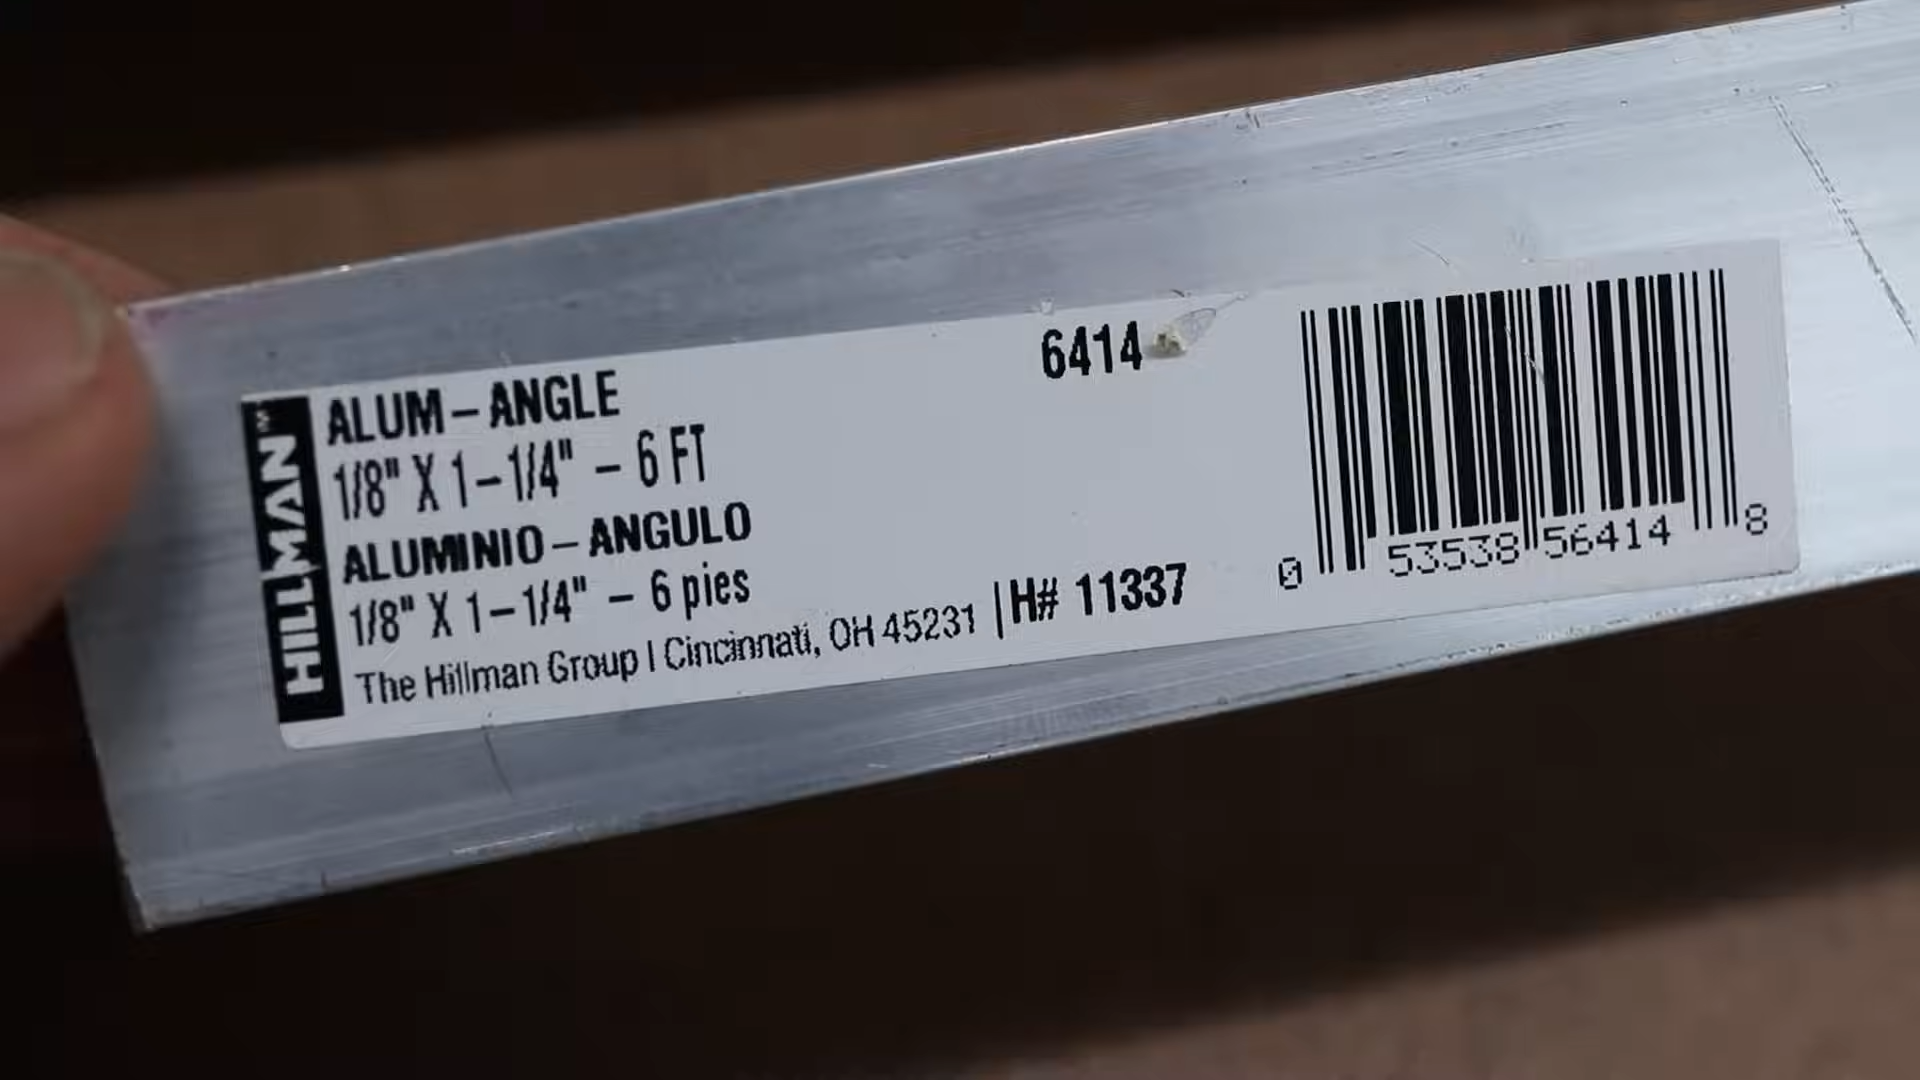 HILLMAN
ALUM-ANGLE
1/8" X 1-1/4" - 6 FT
ALUMINIO-ANGULO
1/8" X 1-1/4" - 6 pies
The Hillman Group | Cincinnati, OH 45231 | H# 11337
6414
0 53538 56414 8